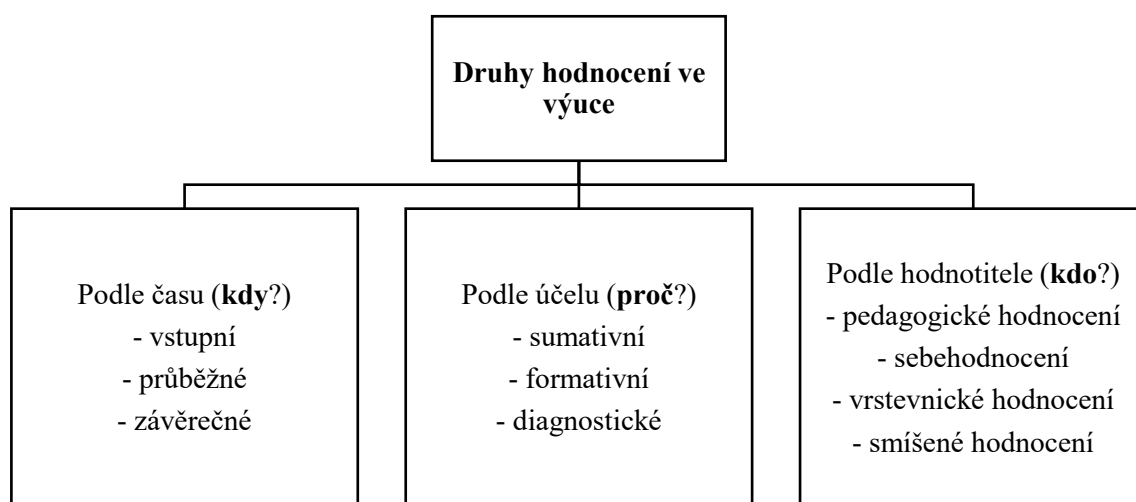 Druhy hodnocení ve
výuce
Podle času (kdy?)
- vstupní
- průběžné
- závěrečné
Podle účelu (proč?)
- sumativní
- formativní
- diagnostické
Podle hodnotitele (kdo?)
- pedagogické hodnocení
- sebehodnocení
- vrstevnické hodnocení
- smíšené hodnocení